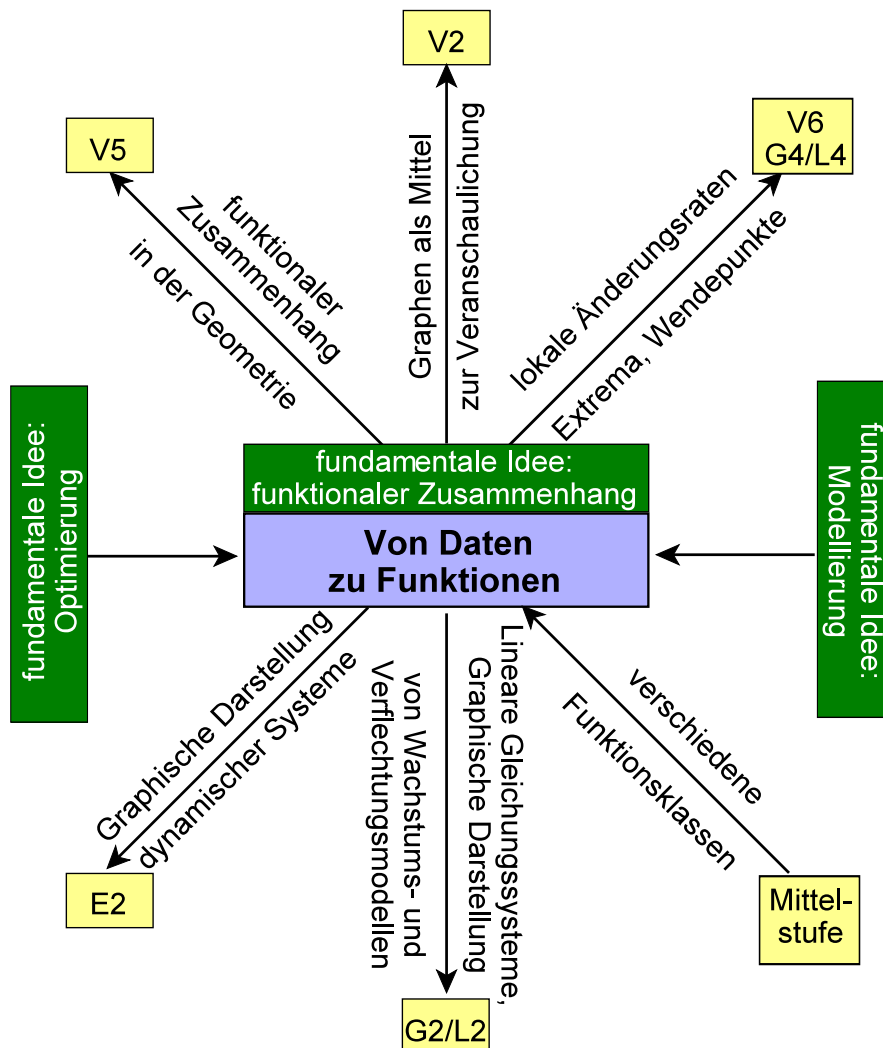 V2
V5
V6
G4/L4
funktionaler
Zusammenhang
in der Geometrie
Graphen als Mittel
zur Veranschaulichung
lokale Änderungsraten
Extrema, Wendepunkte
fundamentale Idee:
Optimierung
fundamentale Idee:
funktionaler Zusammenhang
Von Daten
zu Funktionen
fundamentale Idee:
Modellierung
Graphische Darstellung
dynamischer Systeme
Lineare Gleichungssysteme,
Graphische Darstellung
von Wachstums- und
Verflechtungsmodellen
verschiedene
Funktionsklassen
E2
G2/L2
Mittel-
stufe